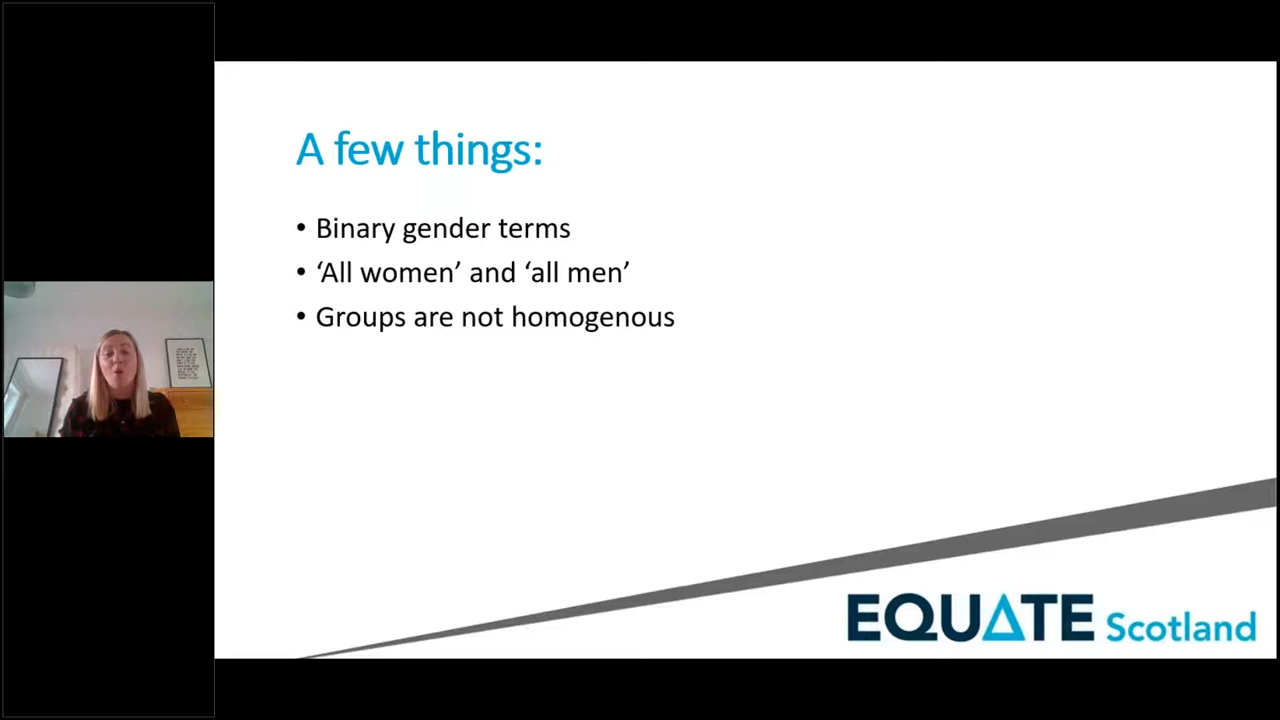 A few things:
• Binary gender terms
• ‘All women’ and ‘all men’
• Groups are not homogenous
EQUATE Scotland